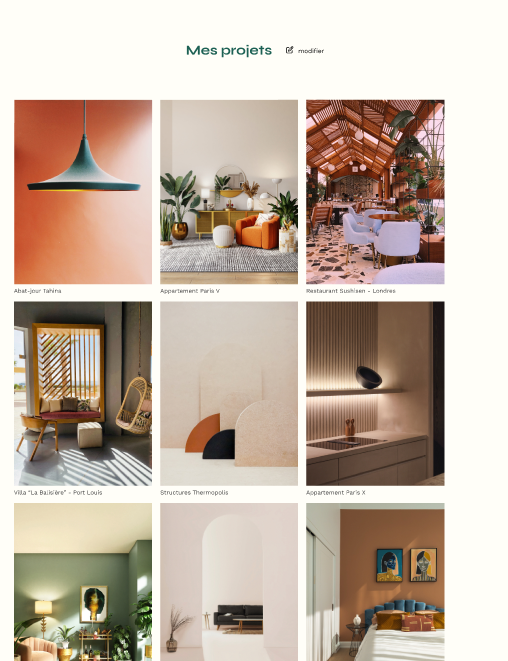 Mes projets
modifier
Abat-jour Tahina
Appartement Paris V
Restaurant Sushisen - Londres
Villa "La Balisière" - Port Louis
Structures Thermopolis
Appartement Paris X